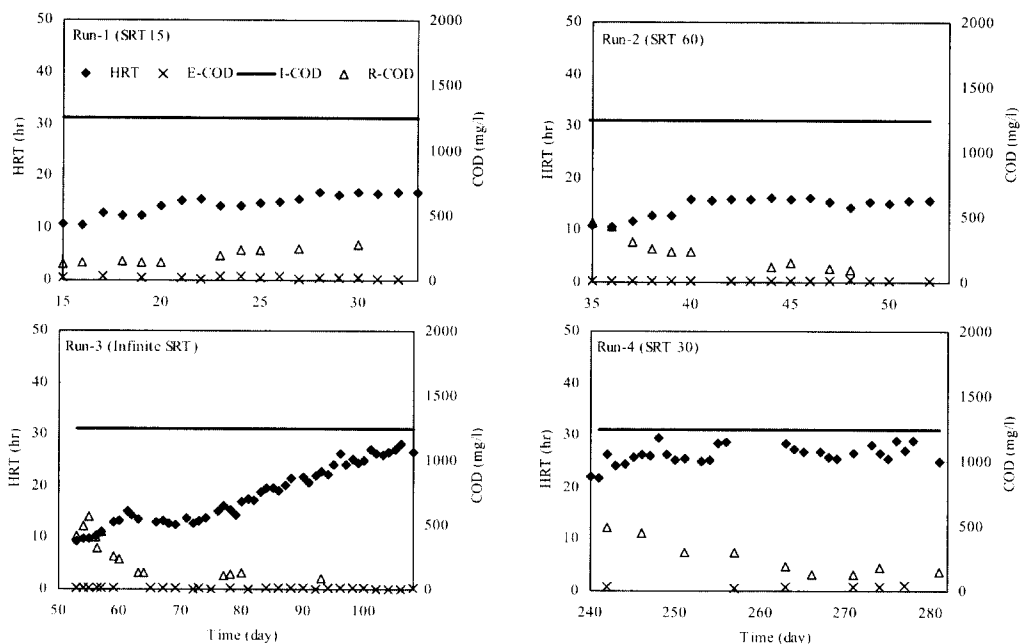 50
40
30
20
10
0
HRT (hr)
Run-1 (SRT 15)
HRT E-COD I-COD R-COD
15 20 25 30
2000
1500
1000
500
0
COD (mg/l)
50
40
30
20
10
0
HRT (hr)
Run-2 (SRT 60)
35 40 45 50
2000
1500
1000
500
0
COD (mg/l)
50
40
30
20
10
0
HRT (hr)
Run-3 (Infinite SRT)
50 60 70 80 90 100
Time (day)
2000
1500
1000
500
0
COD (mg/l)
50
40
30
20
10
0
HRT (hr)
Run-4 (SRT 30)
240 250 260 270 280
Time (day)
2000
1500
1000
500
0
COD (mg/l)